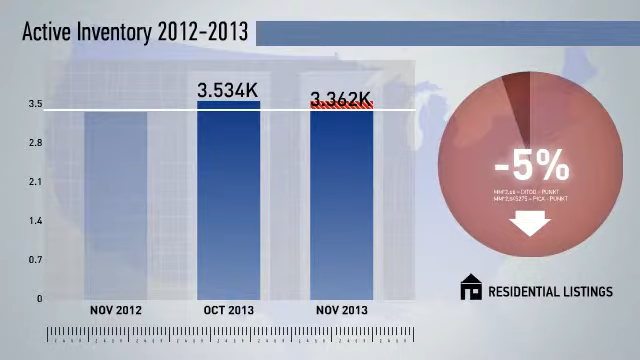 Active Inventory 2012-2013
3.534K
3.362K
3.5
2.8
2.1
1.4
0.7
0
-5%
NOV 2012
OCT 2013
NOV 2013
RESIDENTIAL LISTINGS